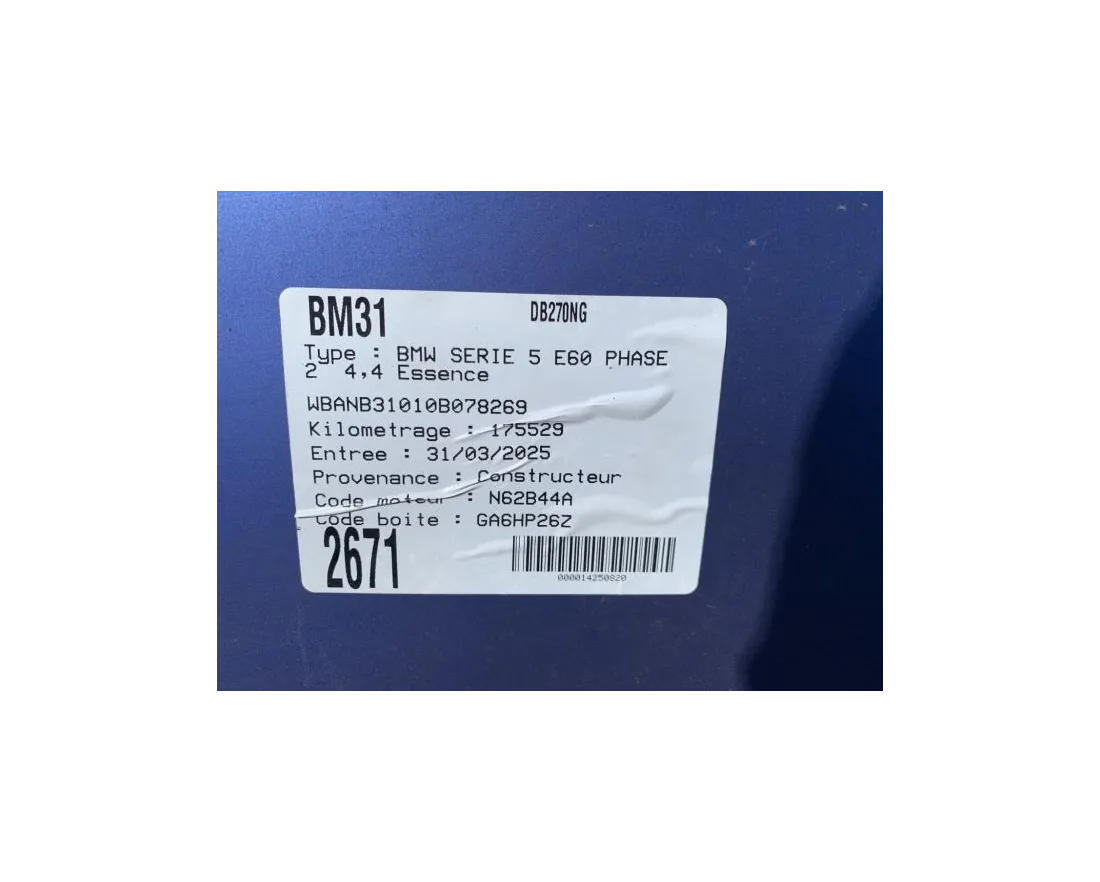 BM31 DB270NG
Type : BMW SERIE 5 E60 PHASE
2 4,4 Essence
WBANB31010B078269
Kilometrage : 175529
Entree : 31/03/2025
Provenance : Constructeur
Code moteur : N62B44A
Code boite : GA6HP26Z
2671
000014250820